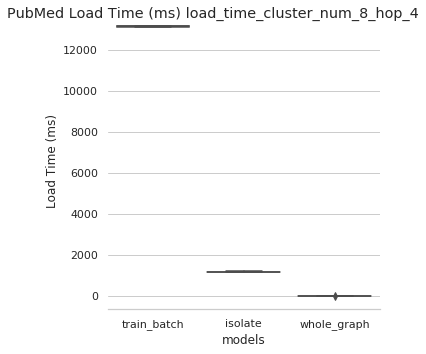 PubMed Load Time (ms) load_time_cluster_num_8_hop_4
12000
10000
8000
6000
4000
2000
0
Load Time (ms)
train_batch
isolate
whole_graph
models